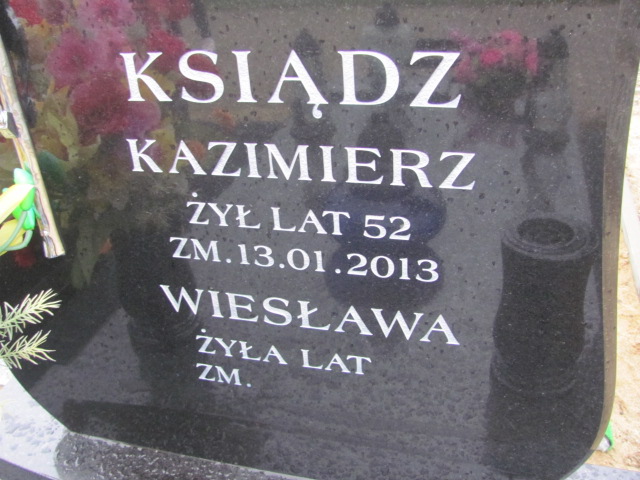 KSIĄDZ
KAZIMIERZ
ŻYŁ LAT 52
ZM. 13.01.2013
WIESŁAWA
ŻYŁA LAT
ZM.